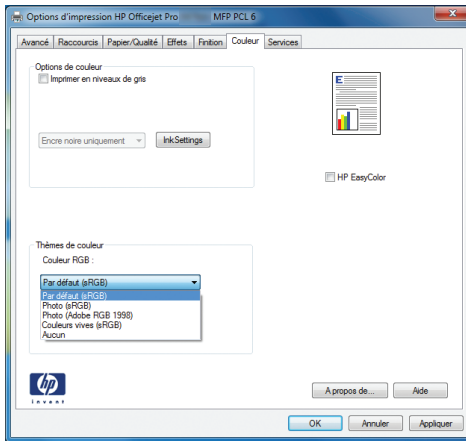 Options d'impression HP Officejet Pro MFP PCL 6
Avancé Raccourcis Papier/Qualité Effets Finition Couleur Services
Options de couleur
Imprimer en niveaux de gris
Encre noire uniquement InkSettings
E
HP EasyColor
Thèmes de couleur
Couleur RGB :
Par défaut (sRGB)
Par défaut (sRGB)
Photo (sRGB)
Photo (Adobe RGB 1998)
Couleurs vives (sRGB)
Aucun
hp
invent
A propos de... Aide
OK Annuler Appliquer